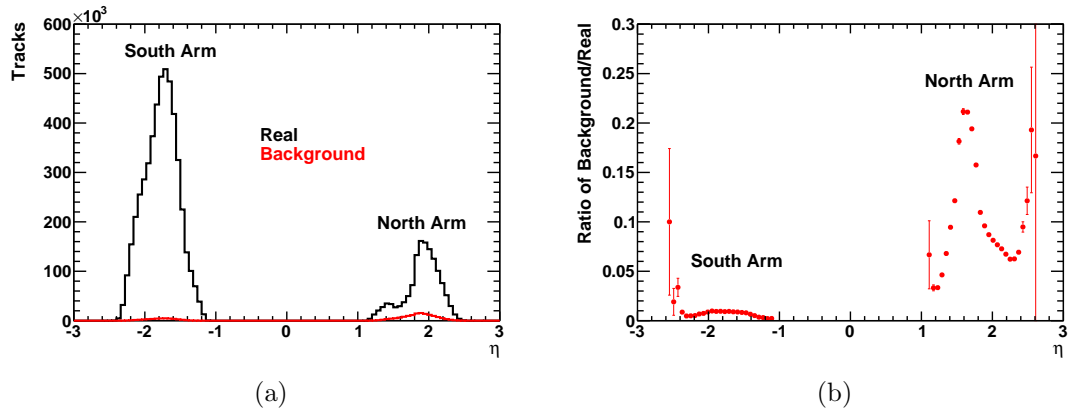 ×10³
600
500
400
300
200
100
0
Tracks
South Arm
Real
Background
North Arm
-3 -2 -1 0 1 2 3
η
(a)
0.3
0.25
0.2
0.15
0.1
0.05
0
Ratio of Background/Real
North Arm
South Arm
-3 -2 -1 0 1 2 3
η
(b)